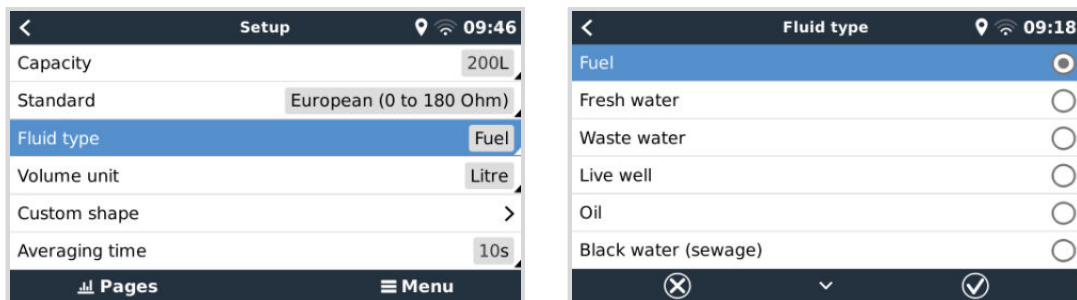 Setup 09:46
Capacity 200L
Standard European (0 to 180 Ohm)
Fluid type Fuel
Volume unit Litre
Custom shape
Averaging time 10s
Pages Menu
Fluid type 09:18
Fuel
Fresh water
Waste water
Live well
Oil
Black water (sewage)